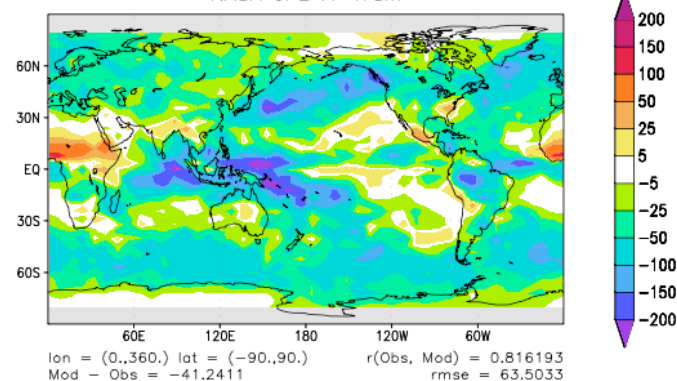 60N
30N
EQ
30S
60S
60E 120E 180 120W 60W
200
150
100
50
25
5
−5
−25
−50
−100
−150
−200
lon = (0.,360.) lat = (−90.,90.) r(Obs, Mod) = 0.816193
Mod − Obs = −41.2411 rmse = 63.5033